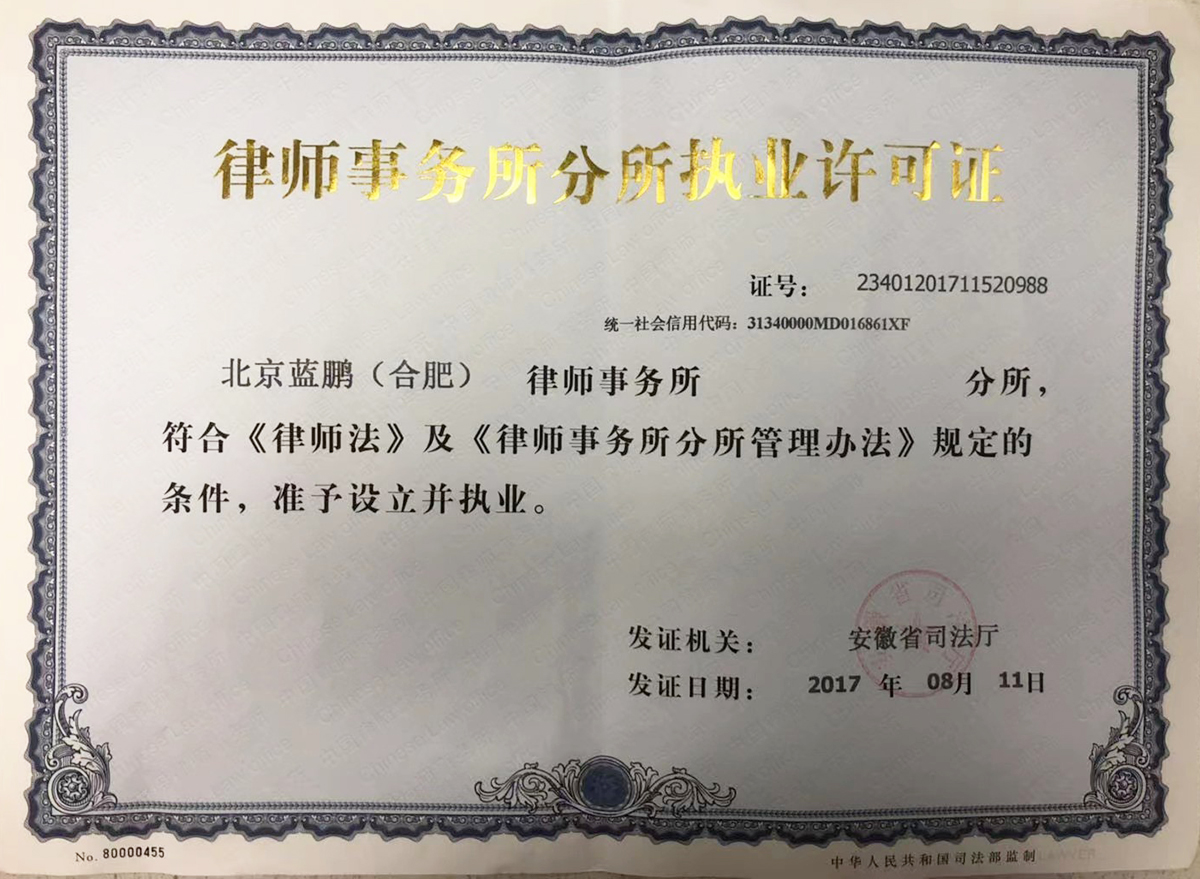 律师事务所分所执业许可证
证号： 23401201711520988
统一社会信用代码：31340000MD016861XF
北京蓝鹏（合肥） 律师事务所 分所，
符合《律师法》及《律师事务所分所管理办法》规定的
条件，准予设立并执业。
发证机关： 安徽省司法厅
发证日期： 2017 年 08月 11日
No. 80000455
中华人民共和国司法部监制